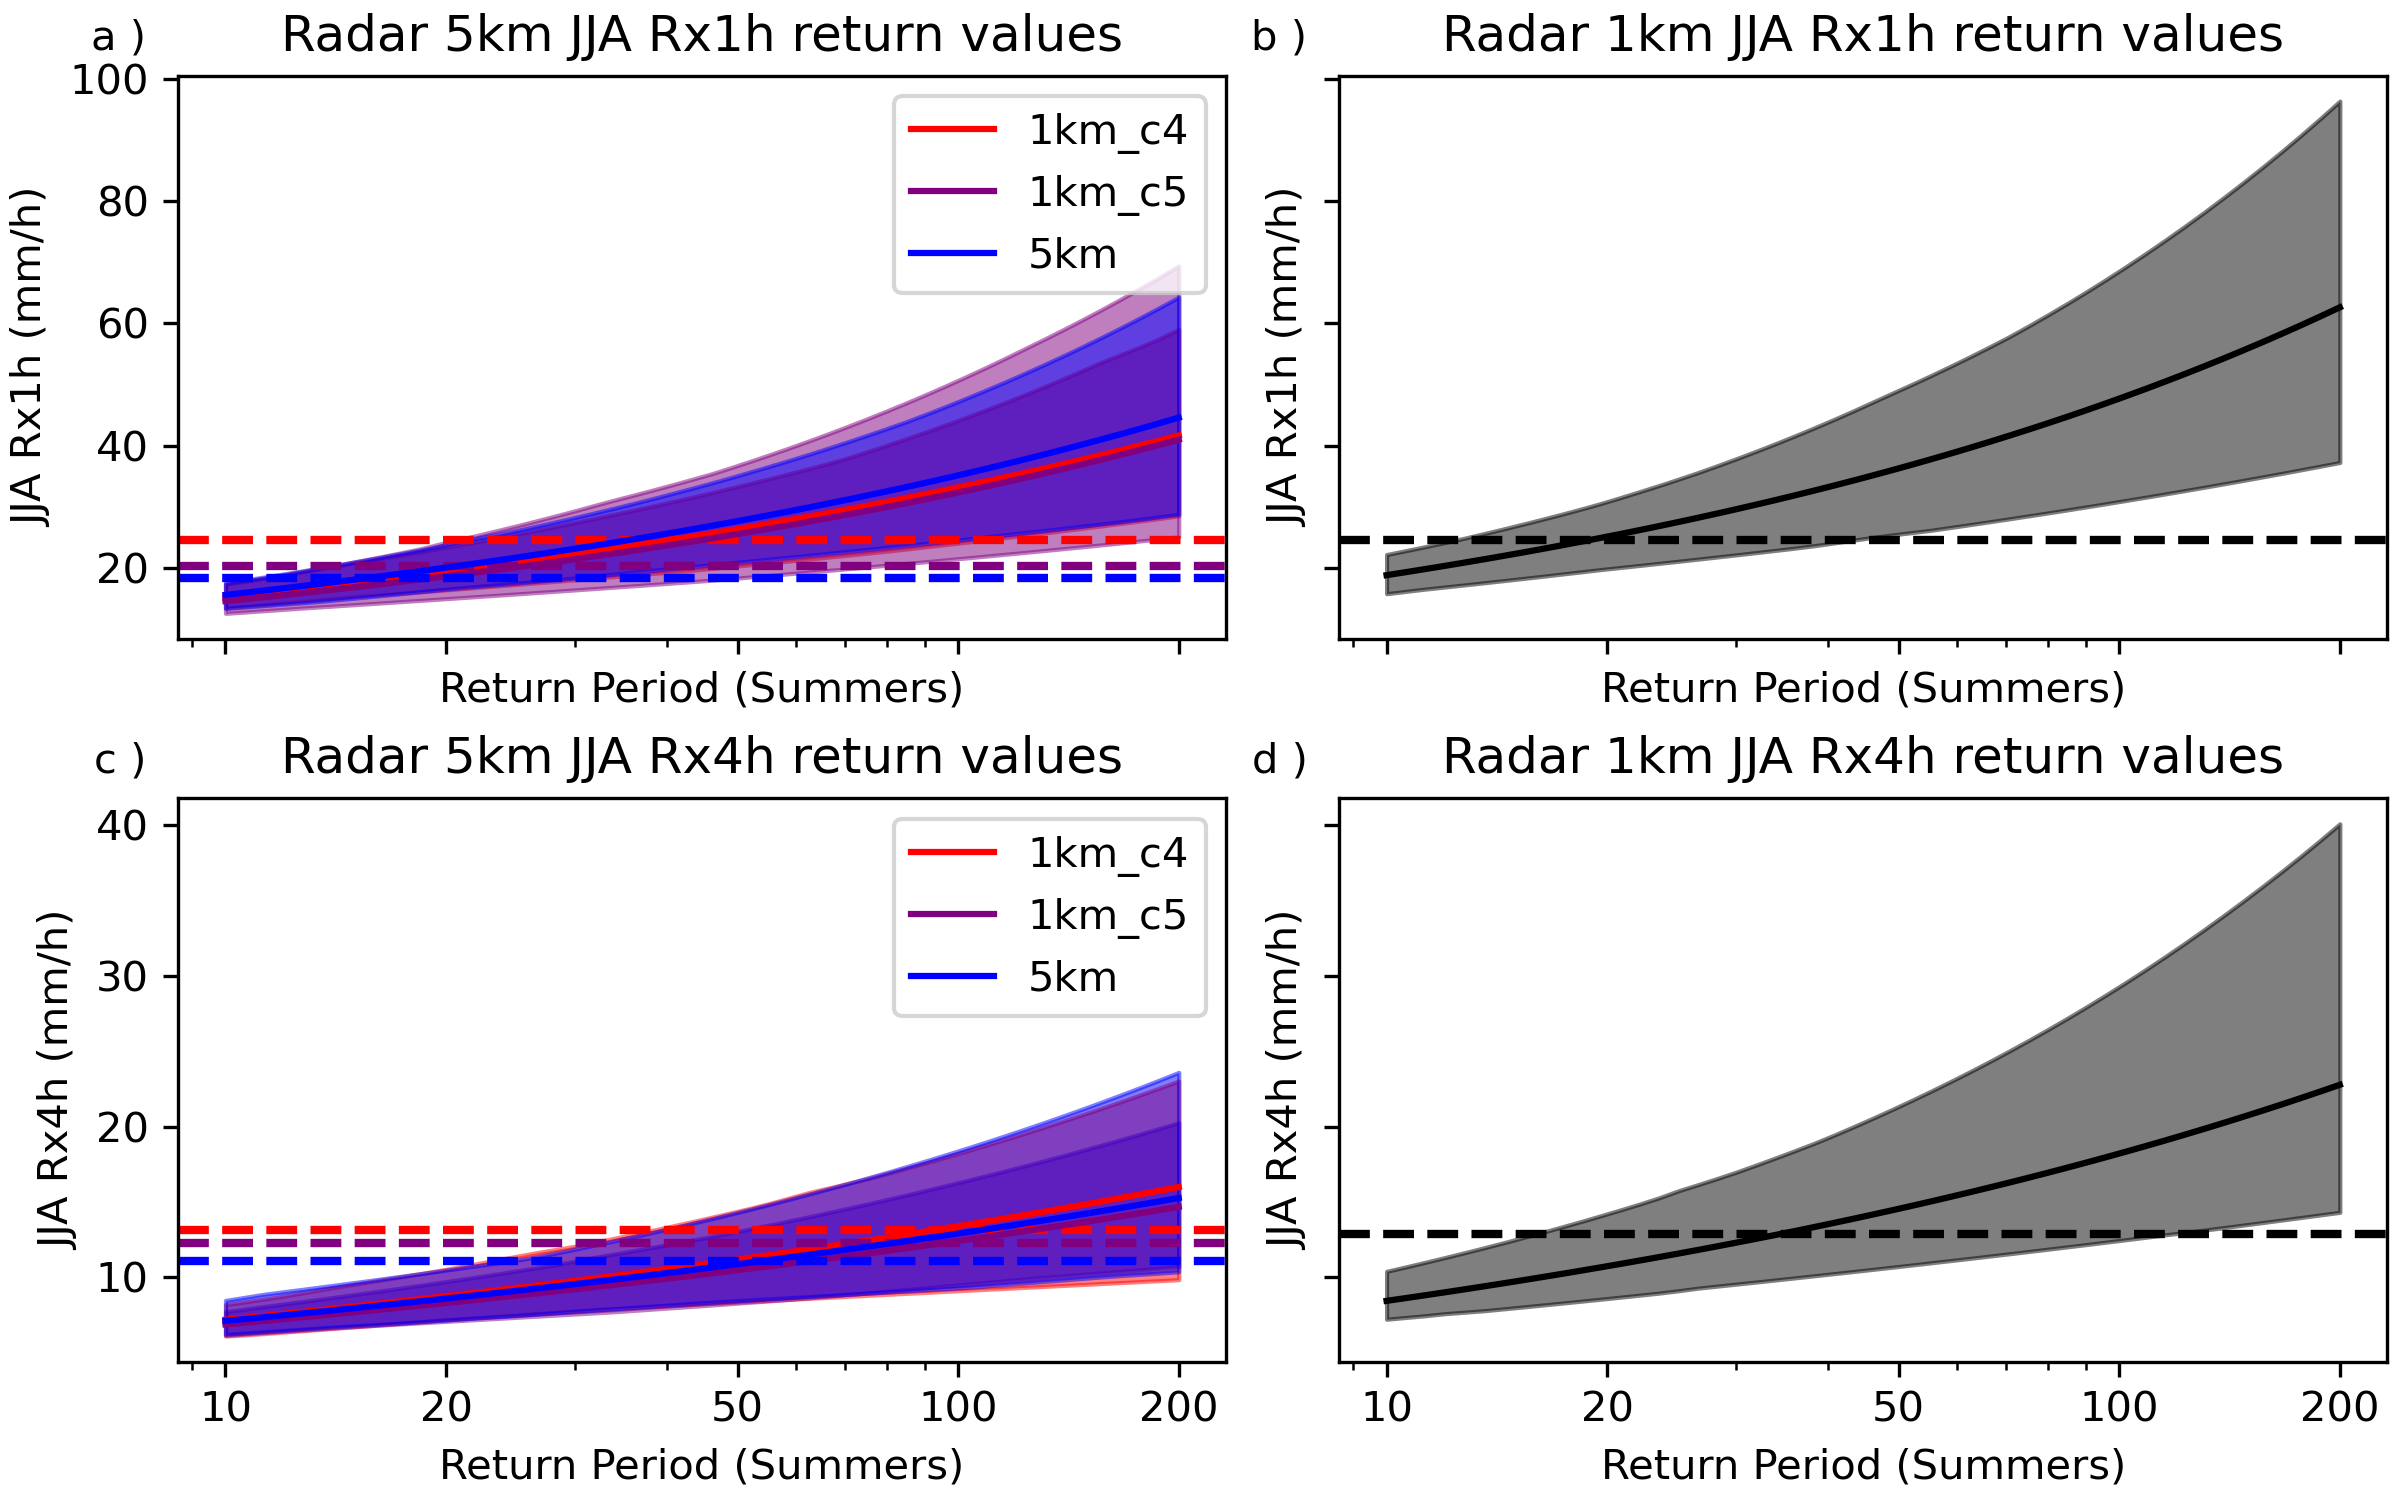 a )
Radar 5km JJA Rx1h return values
100
80
60
40
20
JJA Rx1h (mm/h)
1km_c4
1km_c5
5km
Return Period (Summers)
b )
Radar 1km JJA Rx1h return values
JJA Rx1h (mm/h)
Return Period (Summers)
c )
Radar 5km JJA Rx4h return values
40
30
20
10
JJA Rx4h (mm/h)
1km_c4
1km_c5
5km
10 20 50 100 200
Return Period (Summers)
d )
Radar 1km JJA Rx4h return values
JJA Rx4h (mm/h)
10 20 50 100 200
Return Period (Summers)